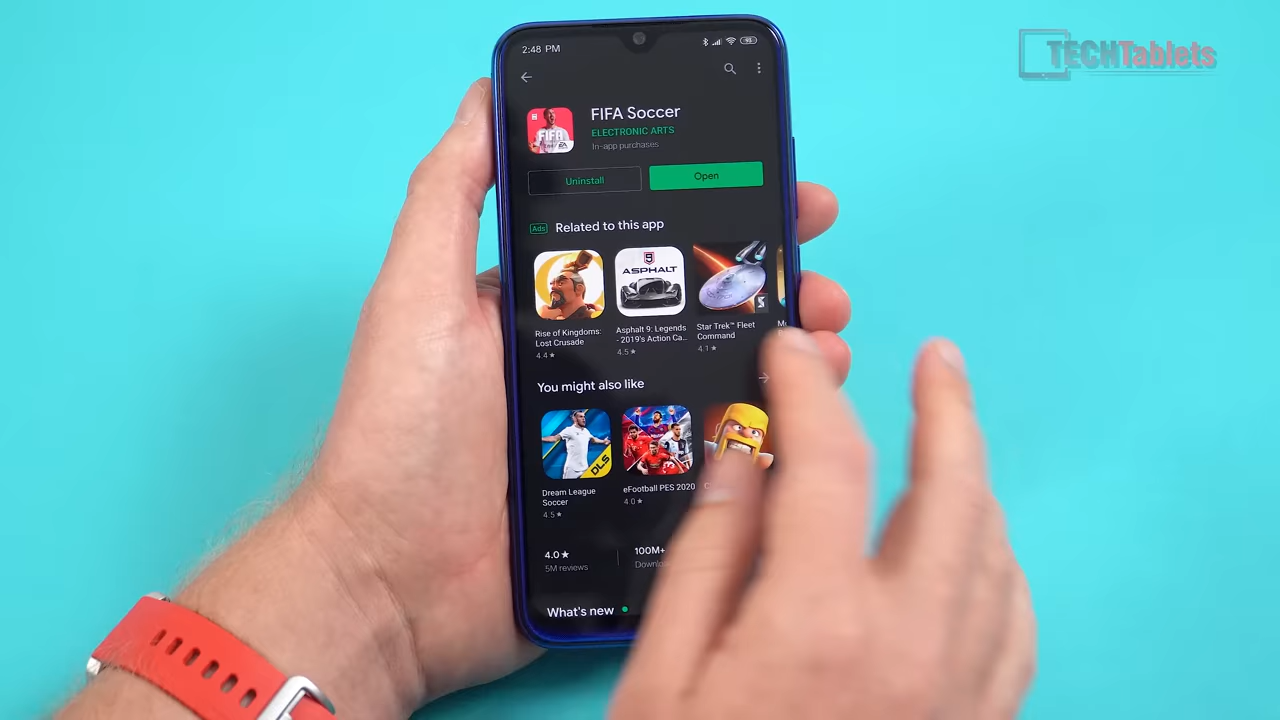 TECHTablets
2:48 PM
FIFA Soccer
ELECTRONIC ARTS
In-app purchases
Uninstall
Open
Ads Related to this app
ASPHALT
Rise of Kingdoms:
Lost Crusade
4.4★
Asphalt 9: Legends
- 2019's Action Ca...
4.5★
Star Trek™ Fleet
Command
4.1★
You might also like
DLS
Dream League
Soccer
4.5★
eFootball PES 2020
4.0★
4.0★
5M reviews
100M+
What's new